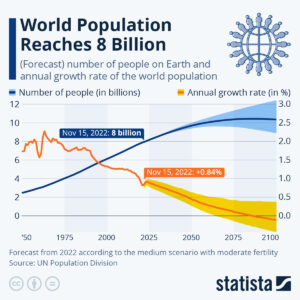 World Population
Reaches 8 Billion
(Forecast) number of people on Earth and
annual growth rate of the world population
Number of people (in billions)
Annual growth rate (in %)
12
10
8
6
4
2
0
3.0
2.5
2.0
1.5
1.0
0.5
0
Nov 15, 2022: 8 billion
Nov 15, 2022: +0.84%
'50
1975
2000
2025
2050
2075
2100
Forecast from 2022 according to the medium scenario with moderate fertility
Source: UN Population Division
cc
statista